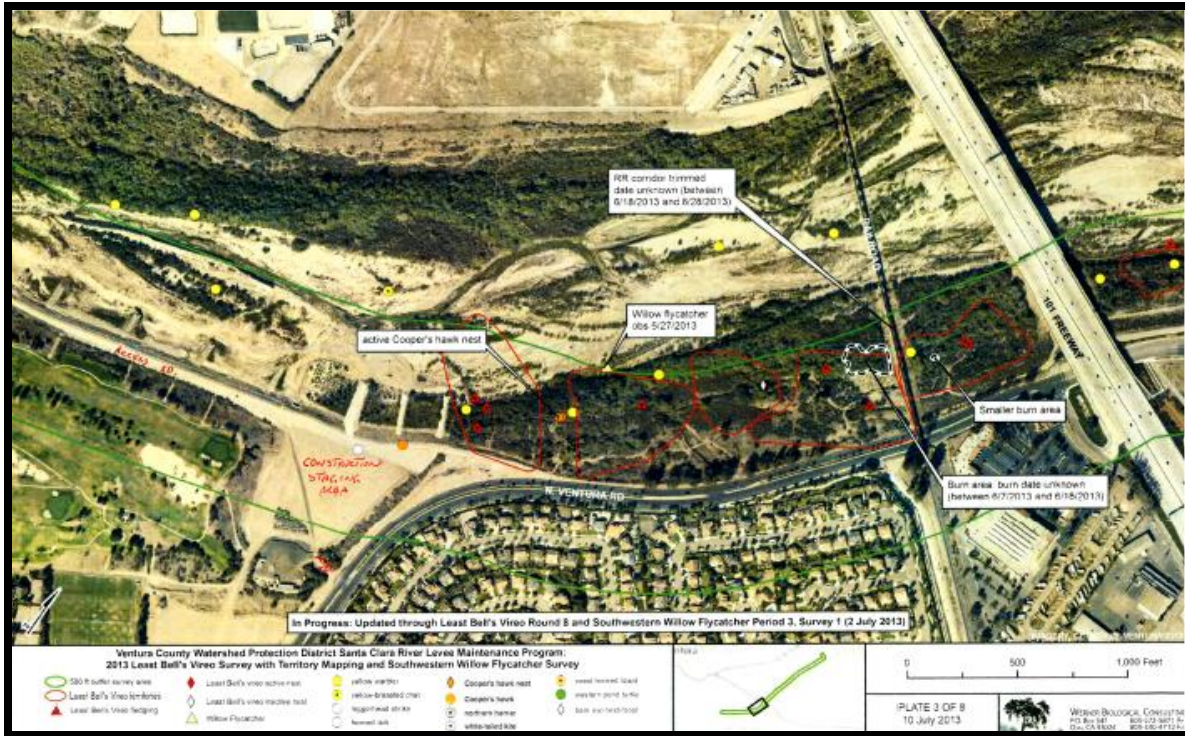 RR corridor trimmed
date unknown (between
6/18/2013 and 6/28/2013)
RAILROAD
101 FREEWAY
Willow flycatcher
obs 5/27/2013
active Cooper's hawk nest
ACCESS RD
Smaller burn area
CONSTRUCTION
STAGING
AREA
N. VENTURA RD
Burn area: burn date unknown
(between 6/7/2013 and 6/18/2013)
In Progress: Updated through Least Bell's Vireo Round 8 and Southwestern Willow Flycatcher Period 3, Survey 1 (2 July 2013)
Ventura County Watershed Protection District Santa Clara River Levee Maintenance Program:
2013 Least Bell's Vireo Survey with Territory Mapping and Southwestern Willow Flycatcher Survey
500 ft buffer survey area
Least Bell's Vireo territories
Least Bell's Vireo fledgling
Least Bell's vireo active nest
Least Bell's vireo inactive nest
Willow Flycatcher
yellow warbler
yellow-breasted chat
loggerhead shrike
horned lark
Cooper's hawk nest
Cooper's hawk
northern harrier
white-tailed kite
western pond turtle
0 500 1,000 Feet
PLATE 3 OF 8
10 July 2013
WERNER BIOLOGICAL CONSULTING